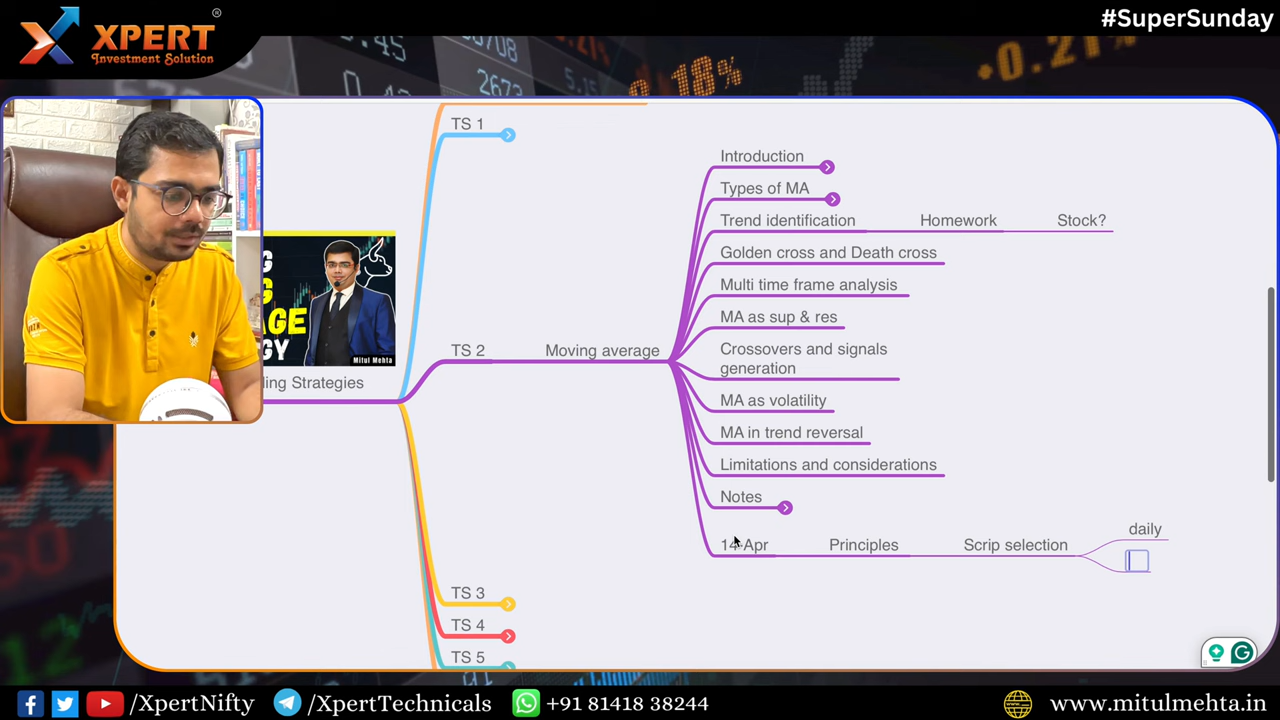 XPERT
Investment Solution
#SuperSunday
TS 1
Introduction
Types of MA
Trend identification
Homework
Stock?
Golden cross and Death cross
Multi time frame analysis
MA as sup & res
TS 2
Moving average
Crossovers and signals
generation
Mitul Mehta
ling Strategies
MA as volatility
MA in trend reversal
Limitations and considerations
Notes
14-Apr
Principles
Scrip selection
daily
TS 3
TS 4
TS 5
/XpertNifty
/XpertTechnicals
+91 81418 38244
www.mitulmehta.in